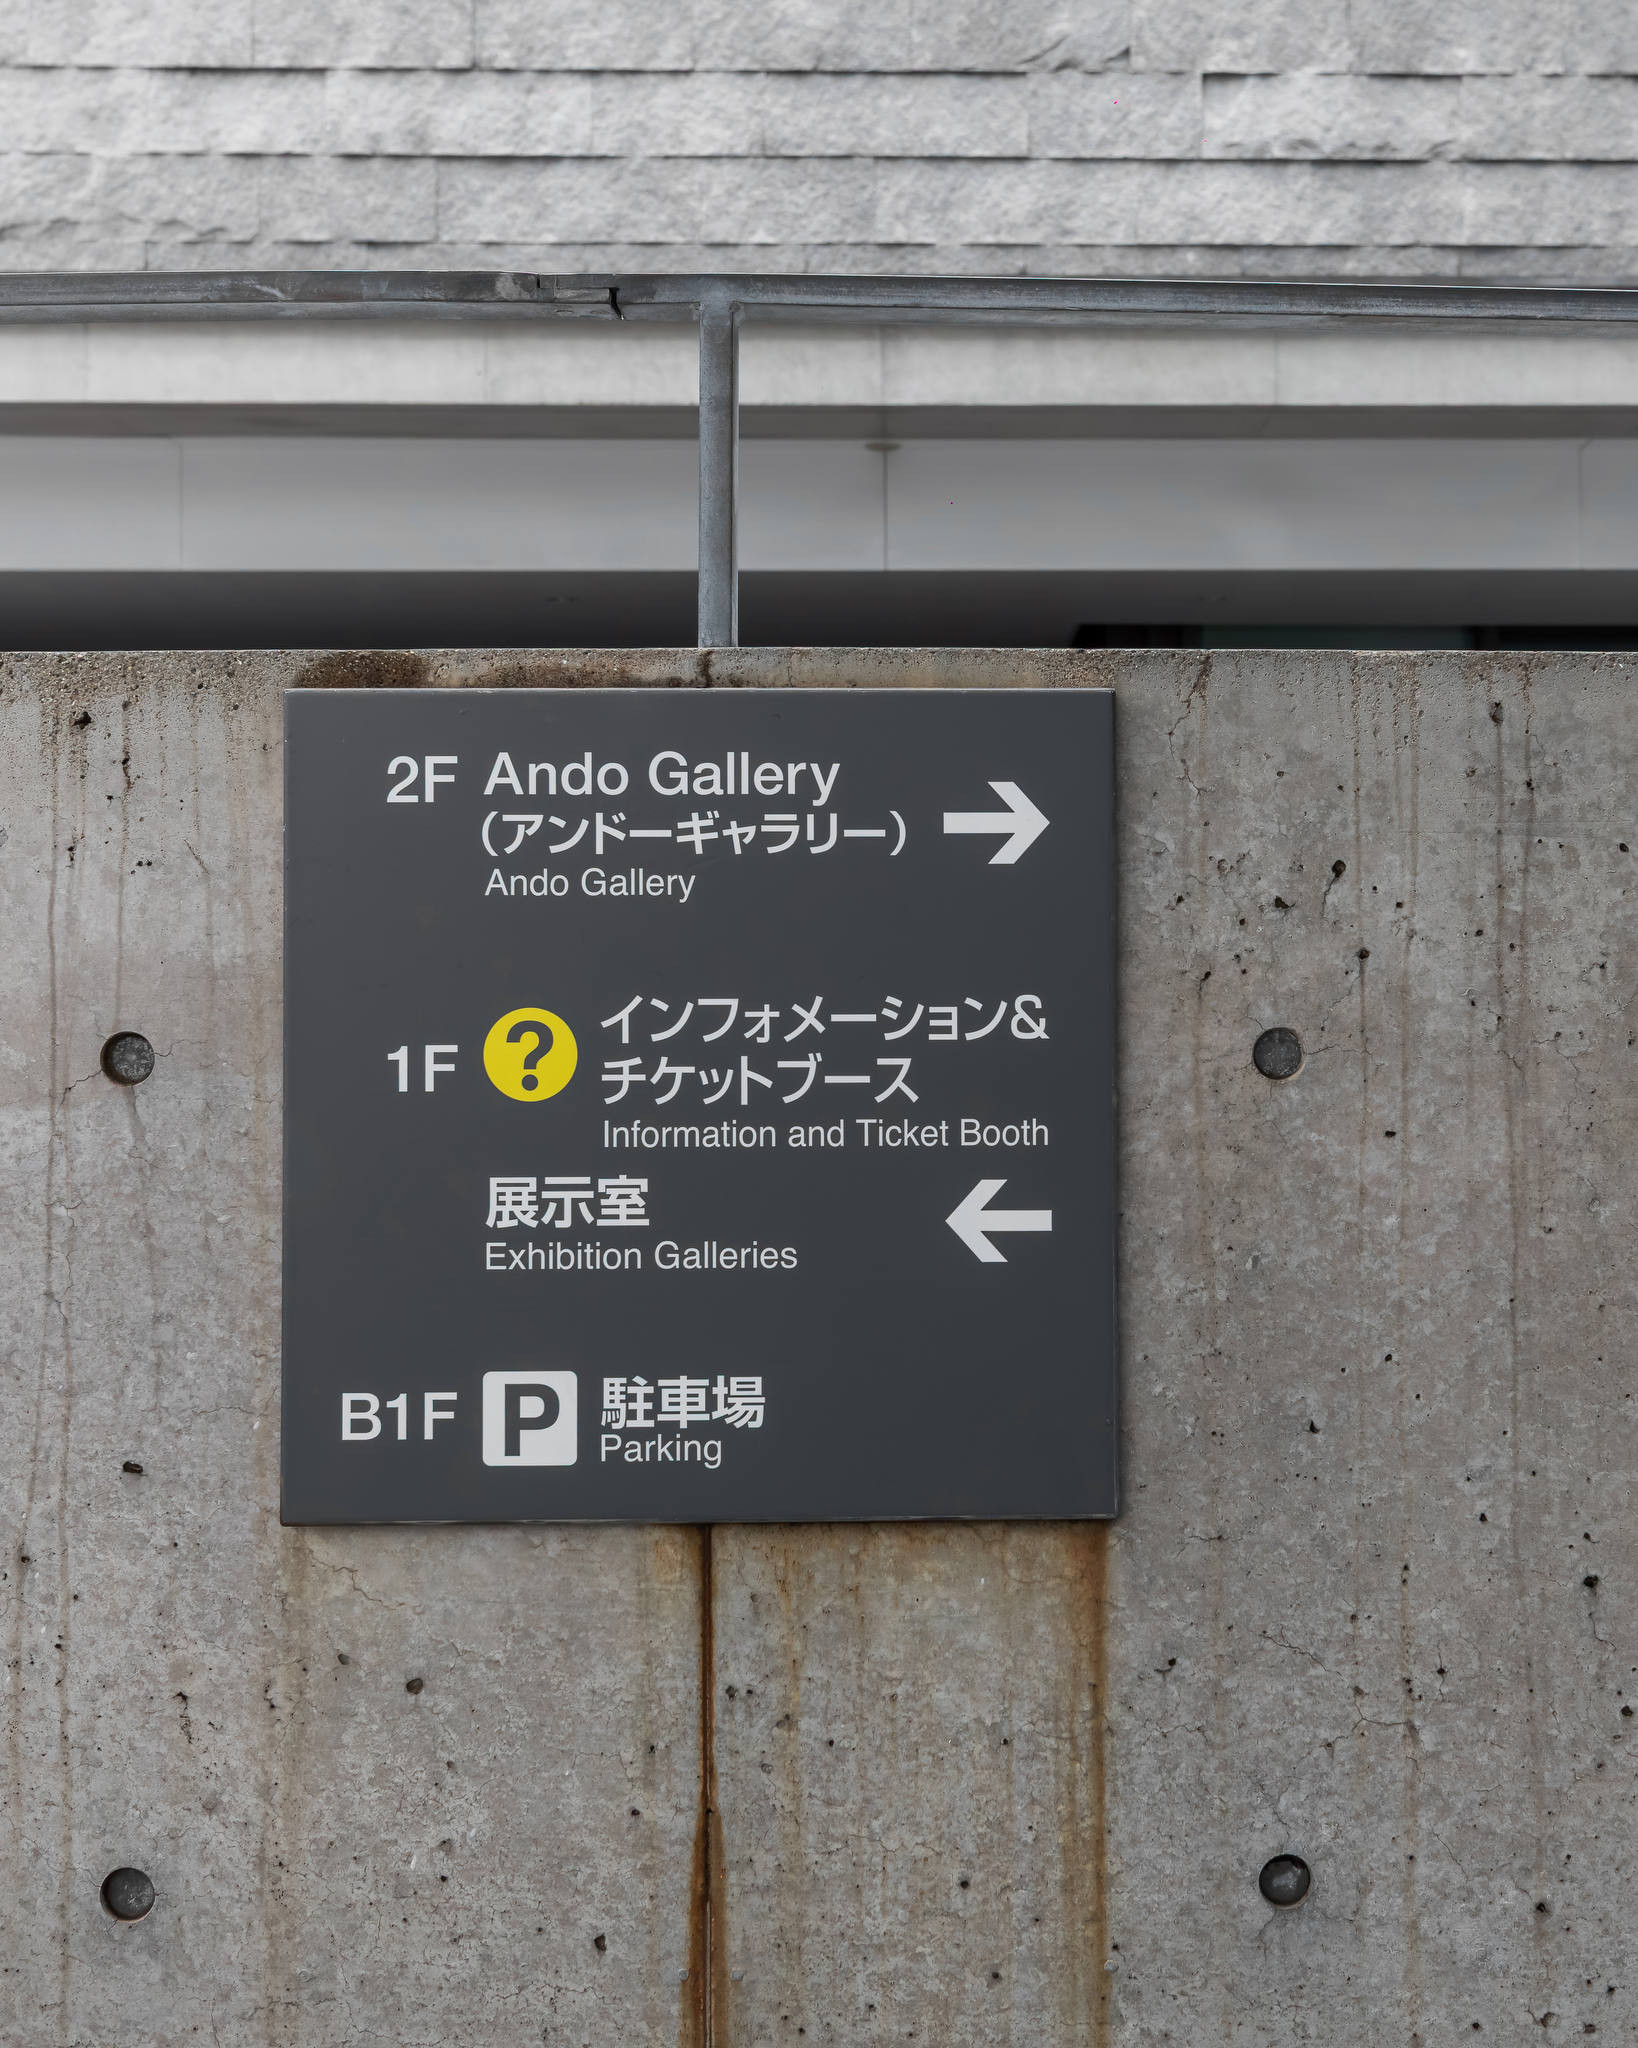 2F Ando Gallery
(アンドーギャラリー)
Ando Gallery
1F ? インフォメーション&
チケットブース
Information and Ticket Booth
展示室
Exhibition Galleries
B1F P 駐車場
Parking